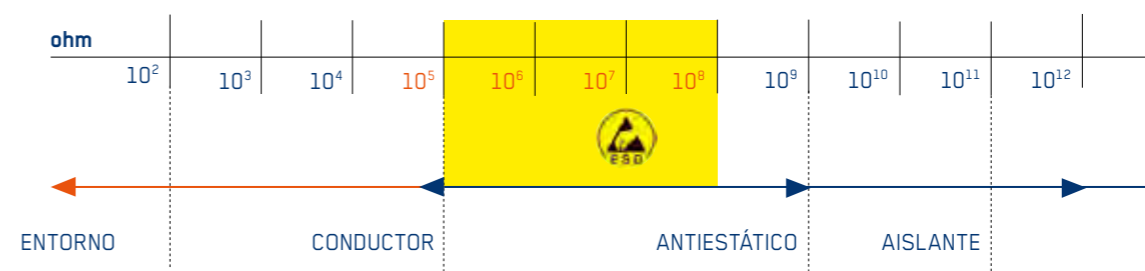 ohm
10² 10³ 10⁴ 10⁵ 10⁶ 10⁷ 10⁸ 10⁹ 10¹⁰ 10¹¹ 10¹²
ESD
ENTORNO CONDUCTOR ANTIESTÁTICO AISLANTE